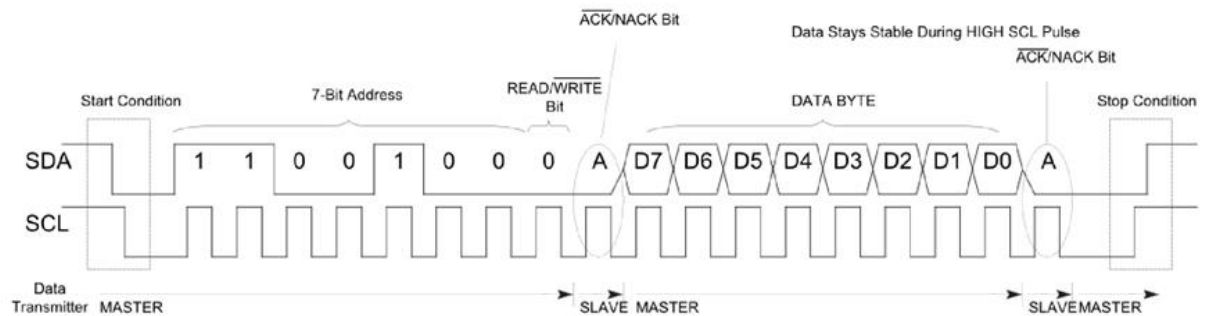 ACK/NACK Bit
Data Stays Stable During HIGH SCL Pulse
ACK/NACK Bit
Start Condition
7-Bit Address
READ/WRITE
Bit
DATA BYTE
Stop Condition
SDA 1 1 0 0 1 0 0 0 A D7 D6 D5 D4 D3 D2 D1 D0 A
SCL
Data
Transmitter MASTER SLAVE MASTER SLAVE MASTER